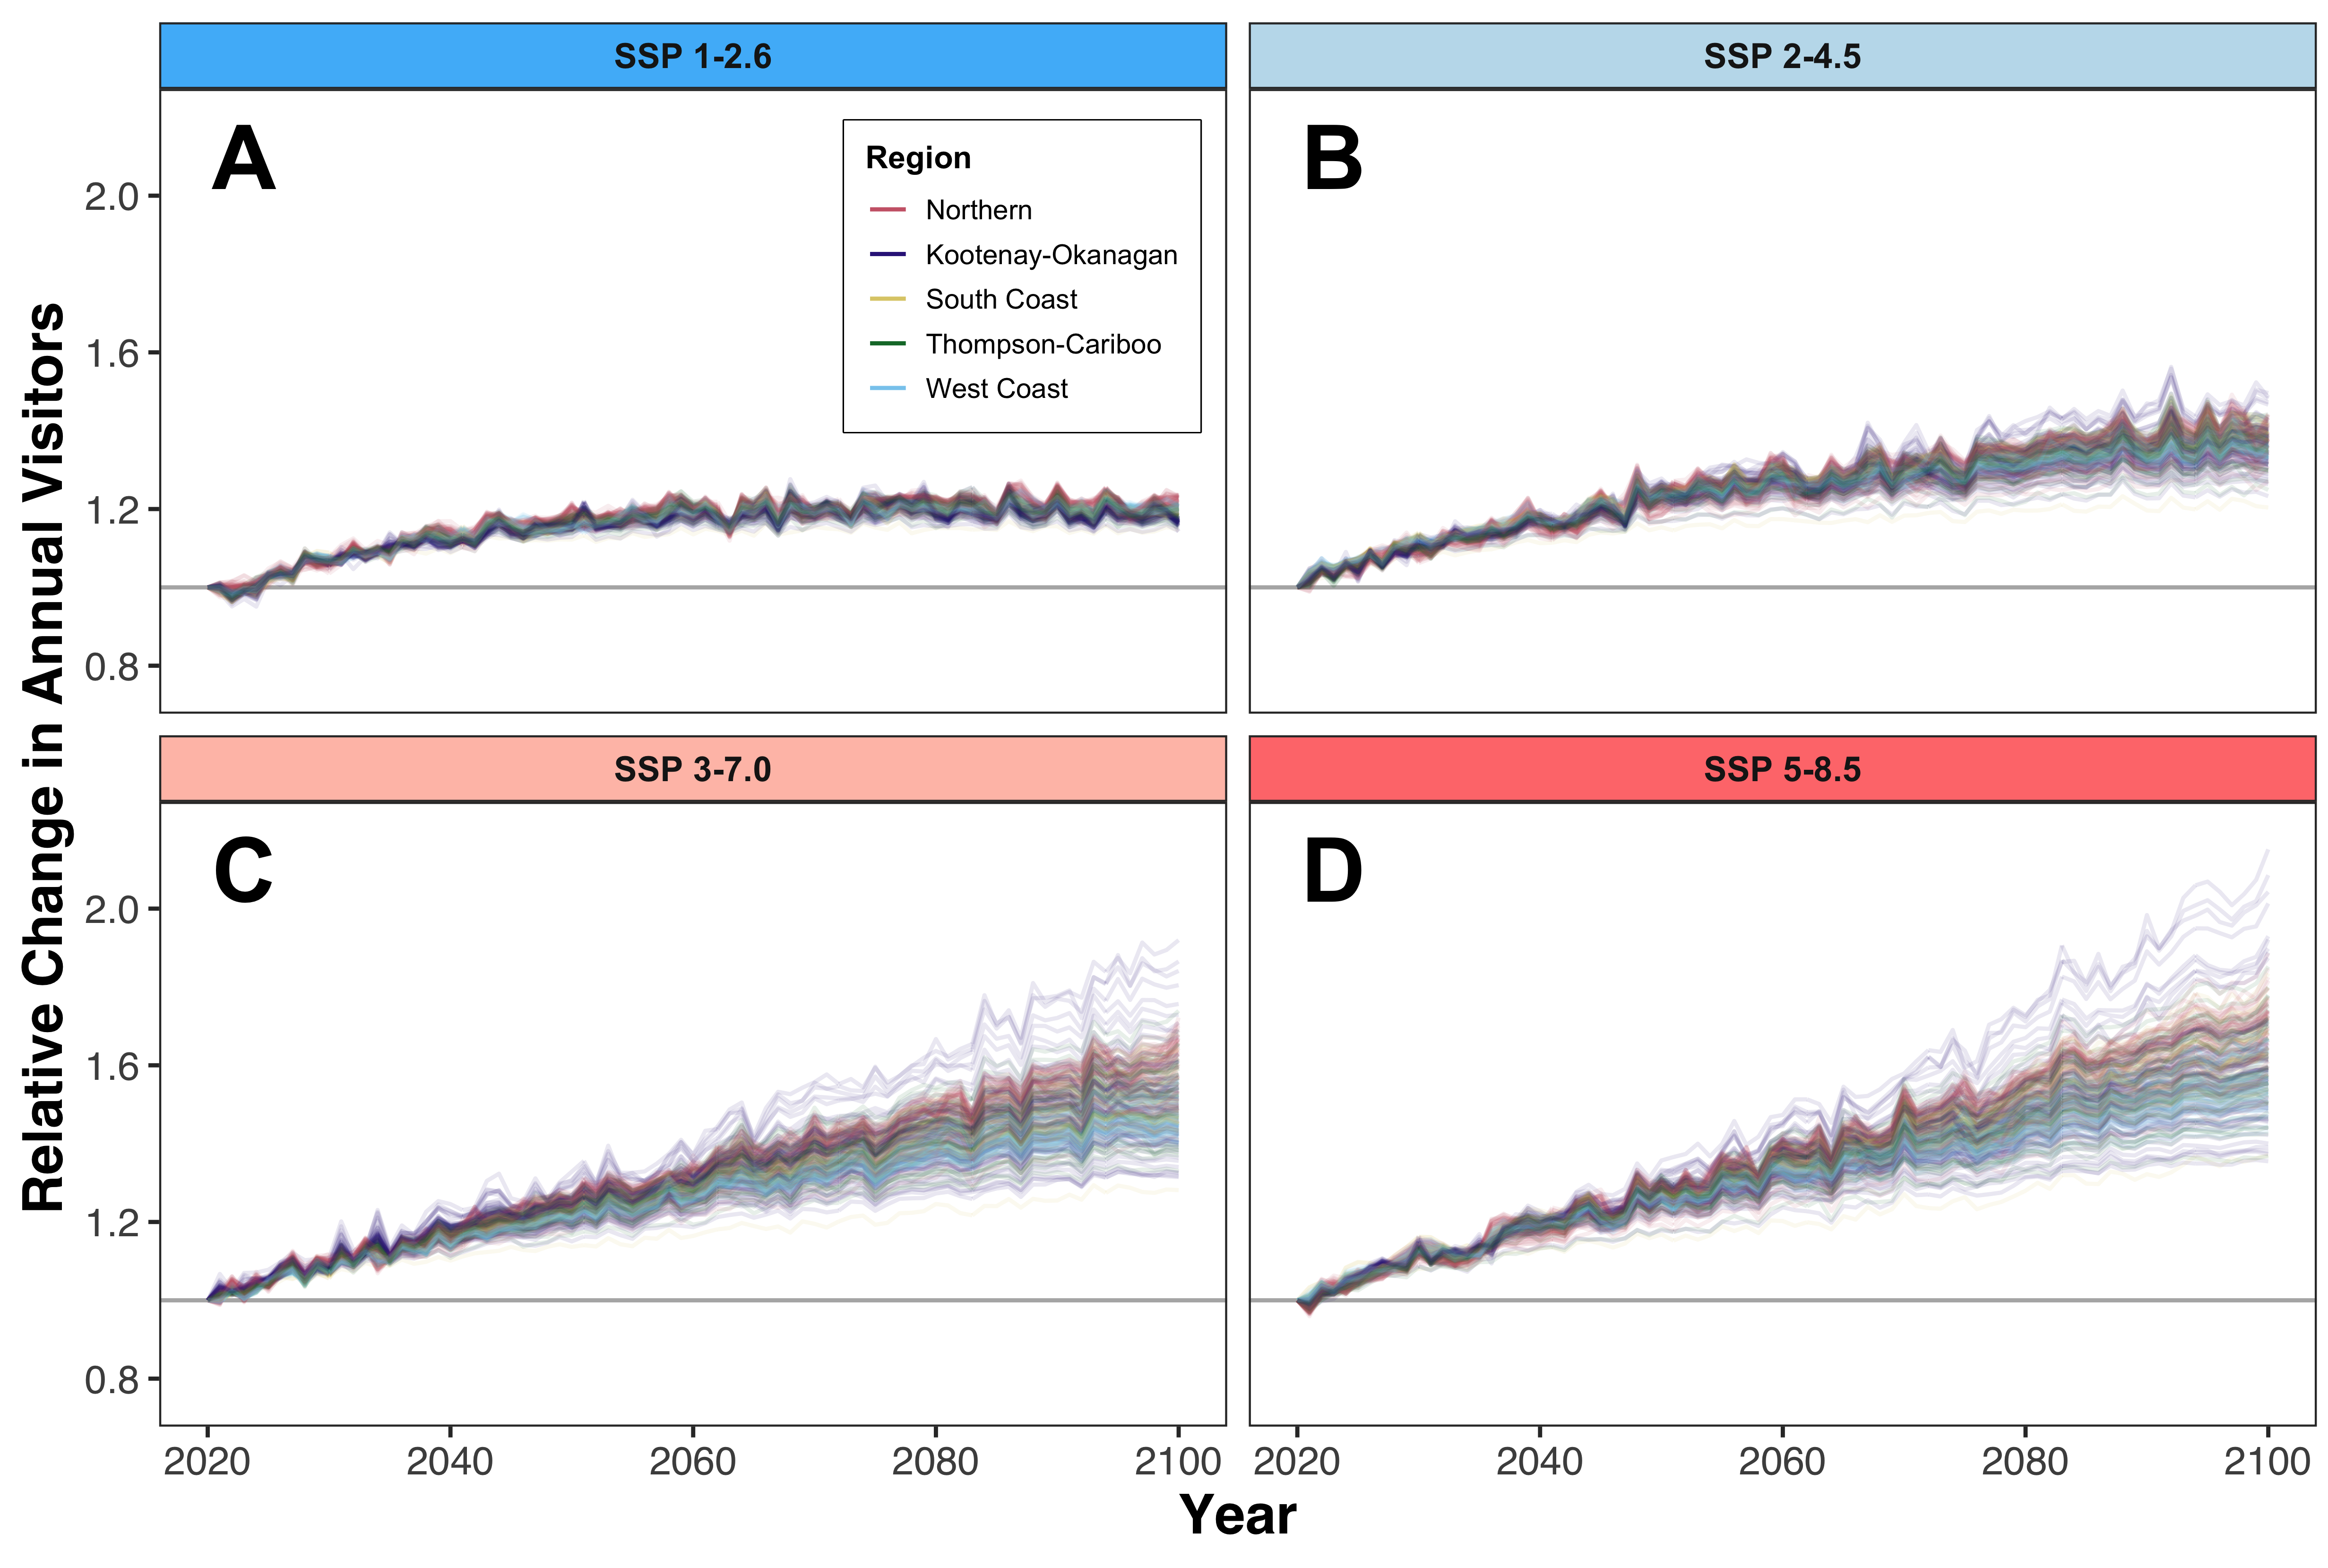 SSP 1-2.6
SSP 2-4.5
A
B
Region
Northern
Kootenay-Okanagan
South Coast
Thompson-Cariboo
West Coast
2.0
1.6
1.2
0.8
Relative Change in Annual Visitors
SSP 3-7.0
SSP 5-8.5
C
D
2.0
1.6
1.2
0.8
2020 2040 2060 2080 2100 2020 2040 2060 2080 2100
Year